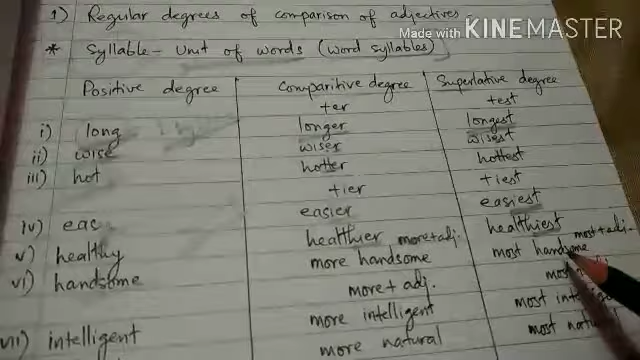 1) Regular degrees of comparison of adjectives -
Made with KINEMASTER
* Syllable - Unit of words (word syllables)
Positive degree Comparitive degree Superlative degree
+er +est
i) long longer longest
ii) wise wiser wisest
iii) hot hotter hottest
+ier +iest
iv) eas easier easiest
v) healthy healthier more+adj. healthiest most+adj.
vi) handsome more handsome most handsome
more+ adj. most
vii) intelligent more intelligent most
more natural most